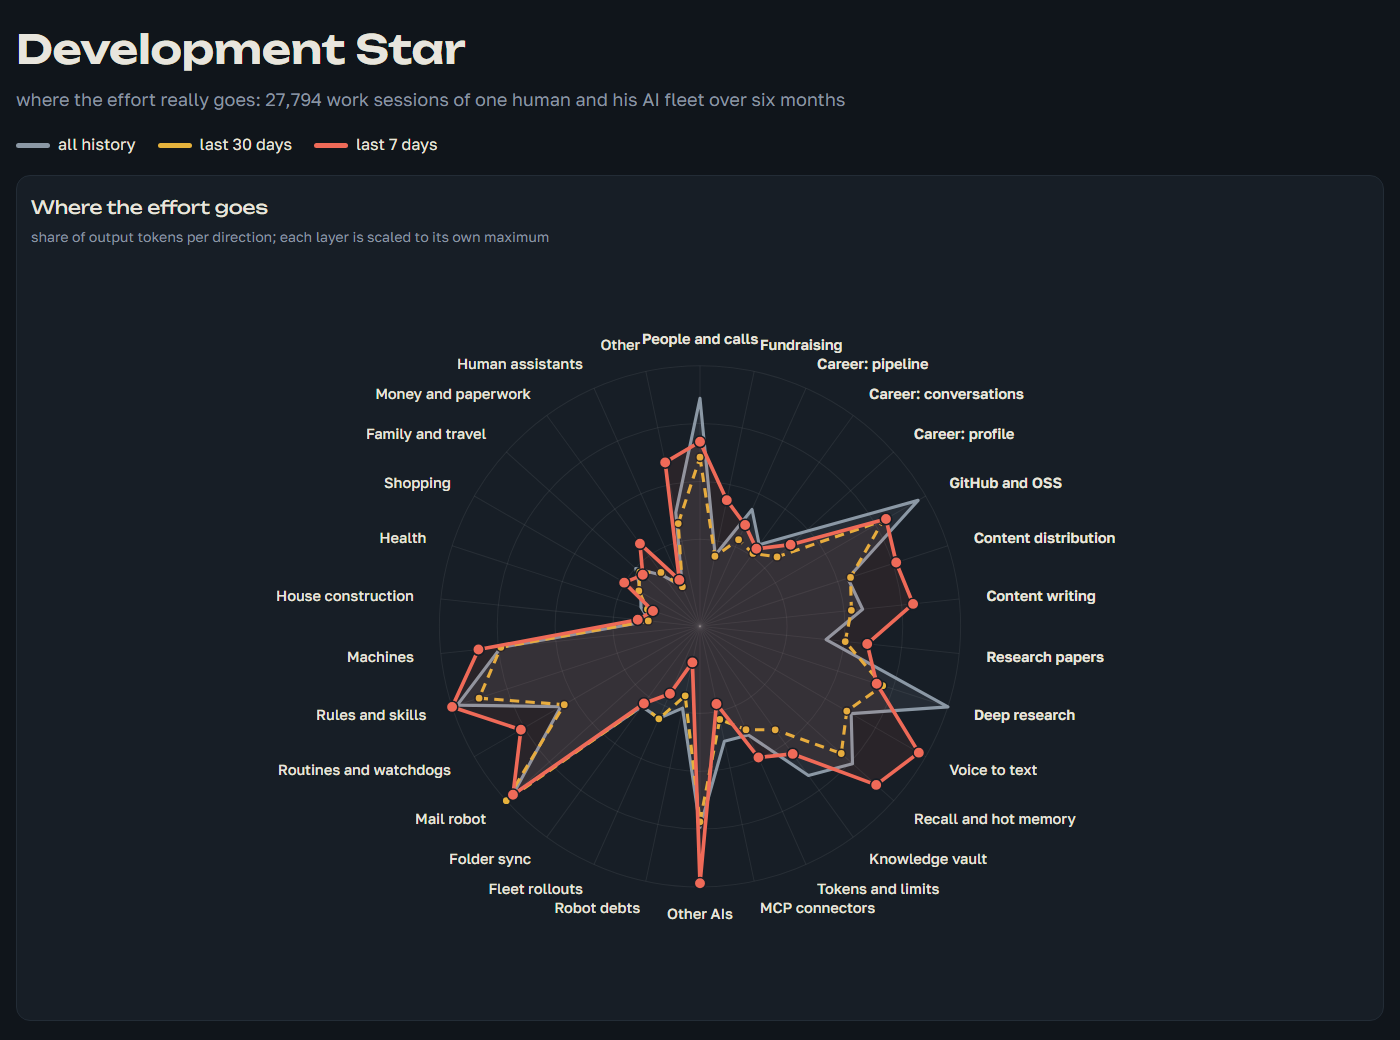 Development Star
where the effort really goes: 27,794 work sessions of one human and his AI fleet over six months
all history
last 30 days
last 7 days
Where the effort goes
share of output tokens per direction; each layer is scaled to its own maximum
People and calls
Fundraising
Career: pipeline
Career: conversations
Career: profile
GitHub and OSS
Content distribution
Content writing
Research papers
Deep research
Voice to text
Recall and hot memory
Knowledge vault
Tokens and limits
MCP connectors
Other AIs
Robot debts
Fleet rollouts
Folder sync
Mail robot
Routines and watchdogs
Rules and skills
Machines
House construction
Health
Shopping
Family and travel
Money and paperwork
Human assistants
Other